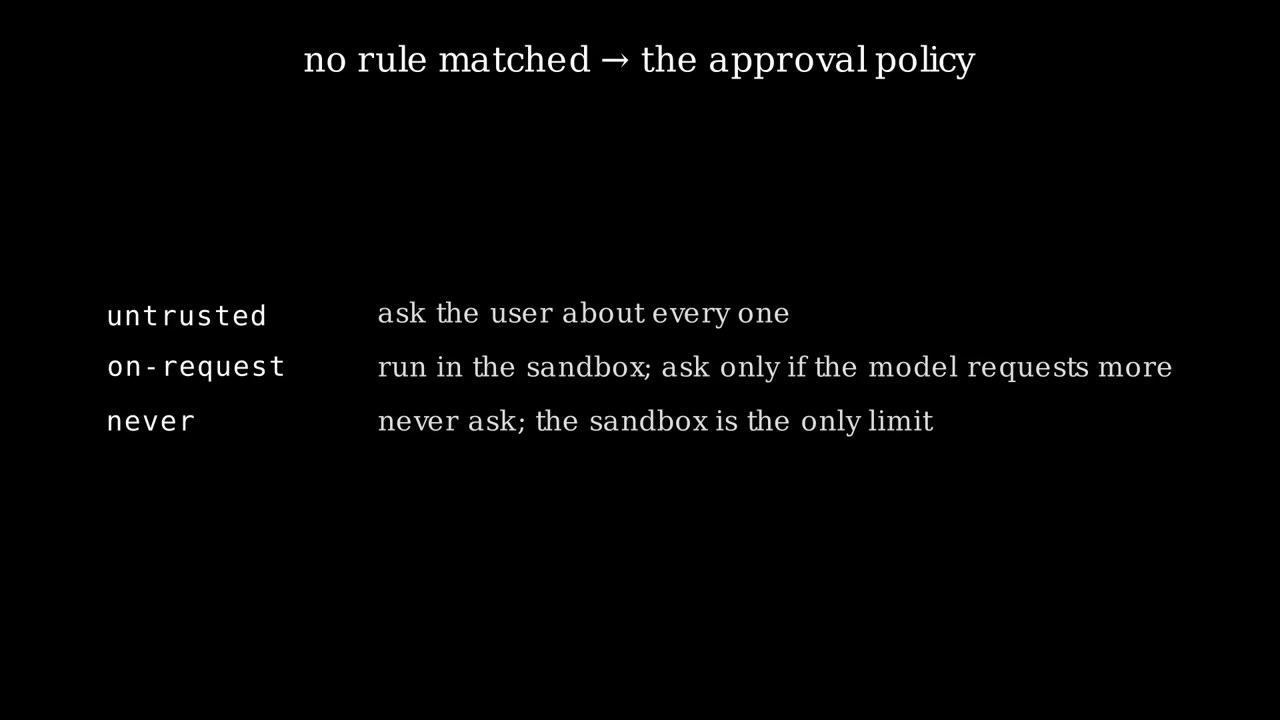 no rule matched → the approval policy
untrusted ask the user about every one
on-request run in the sandbox; ask only if the model requests more
never never ask; the sandbox is the only limit